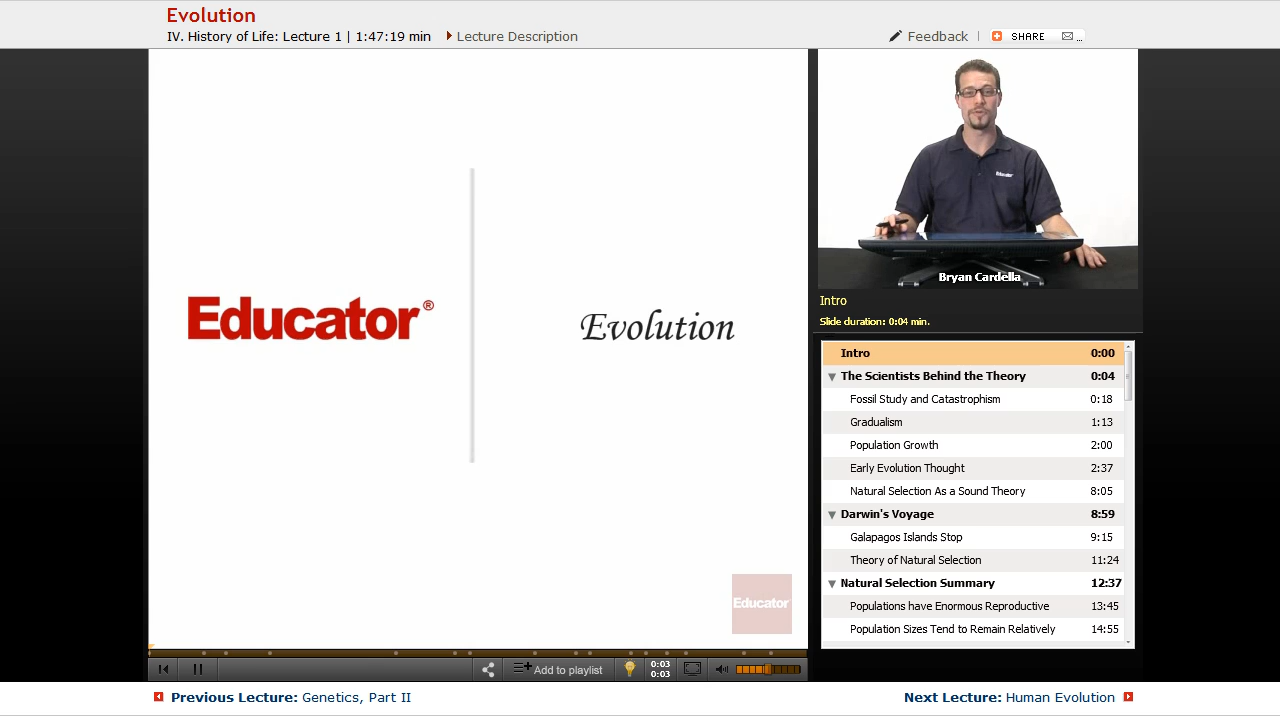 Evolution
IV. History of Life: Lecture 1 | 1:47:19 min
Lecture Description
Feedback
SHARE
...
Educator®
Evolution
Educator
Educator
Bryan Cardella
Intro
Slide duration: 0:04 min.
Intro 0:00
The Scientists Behind the Theory 0:04
Fossil Study and Catastrophism 0:18
Gradualism 1:13
Population Growth 2:00
Early Evolution Thought 2:37
Natural Selection As a Sound Theory 8:05
Darwin's Voyage 8:59
Galapagos Islands Stop 9:15
Theory of Natural Selection 11:24
Natural Selection Summary 12:37
Populations have Enormous Reproductive 13:45
Population Sizes Tend to Remain Relatively 14:55
Add to playlist
0:03
0:03
Previous Lecture: Genetics, Part II
Next Lecture: Human Evolution